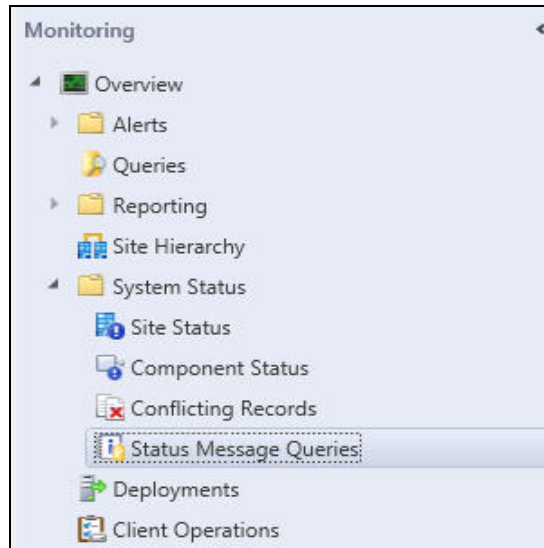 Monitoring
Overview
Alerts
Queries
Reporting
Site Hierarchy
System Status
Site Status
Component Status
Conflicting Records
Status Message Queries
Deployments
Client Operations